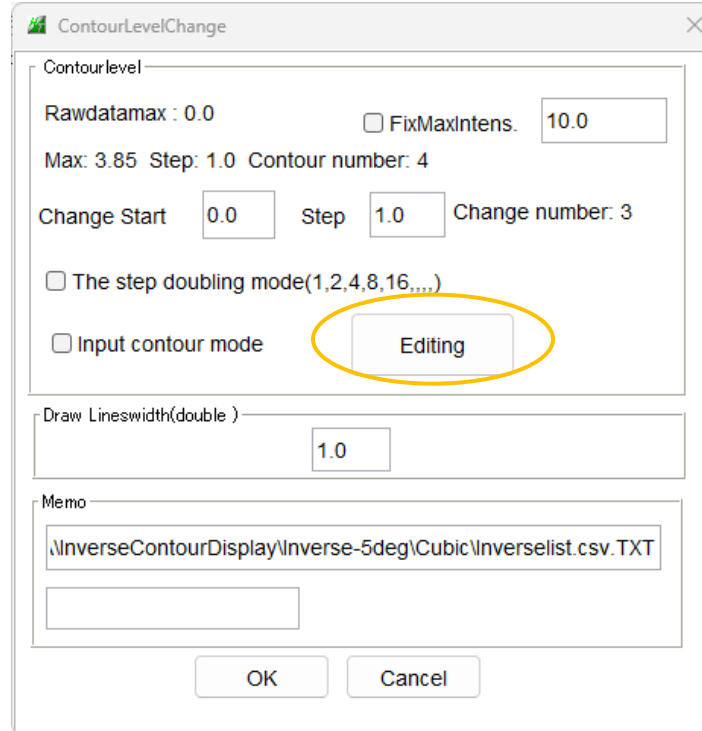 ContourLevelChange
Contourlevel
Rawdatamax : 0.0
FixMaxIntens. 10.0
Max: 3.85 Step: 1.0 Contour number: 4
Change Start 0.0 Step 1.0 Change number: 3
The step doubling mode(1,2,4,8,16,,,,)
Input contour mode Editing
Draw Lineswidth(double )
1.0
Memo
\InverseContourDisplay\Inverse-5deg\Cubic\Inverselist.csv.TXT
OK Cancel